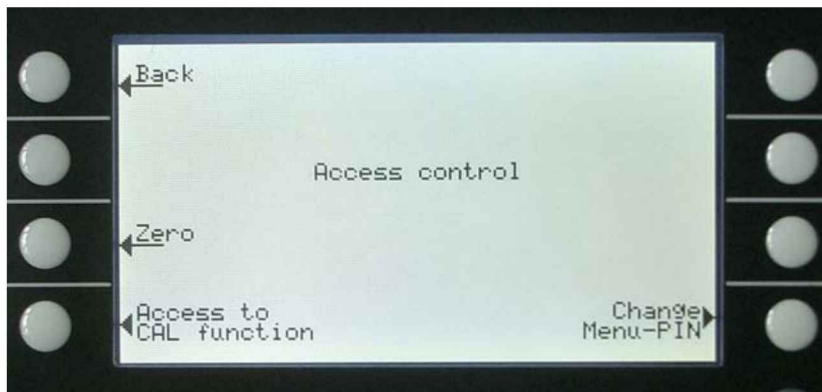 Back
Access control
Zero
Access to
CAL function
Change
Menu-PIN